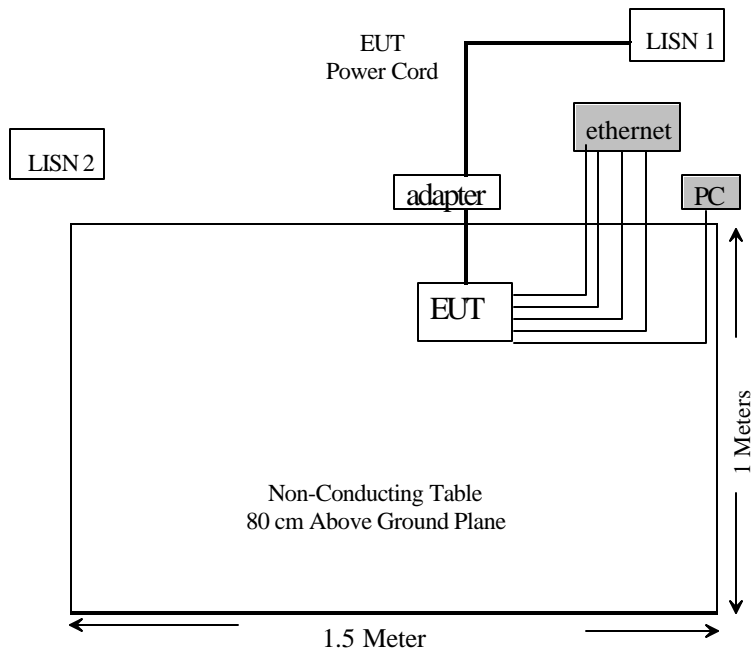 EUT
Power Cord
LISN 1
ethernet
LISN 2
adapter
PC
EUT
1 Meters
Non-Conducting Table
80 cm Above Ground Plane
1.5 Meter